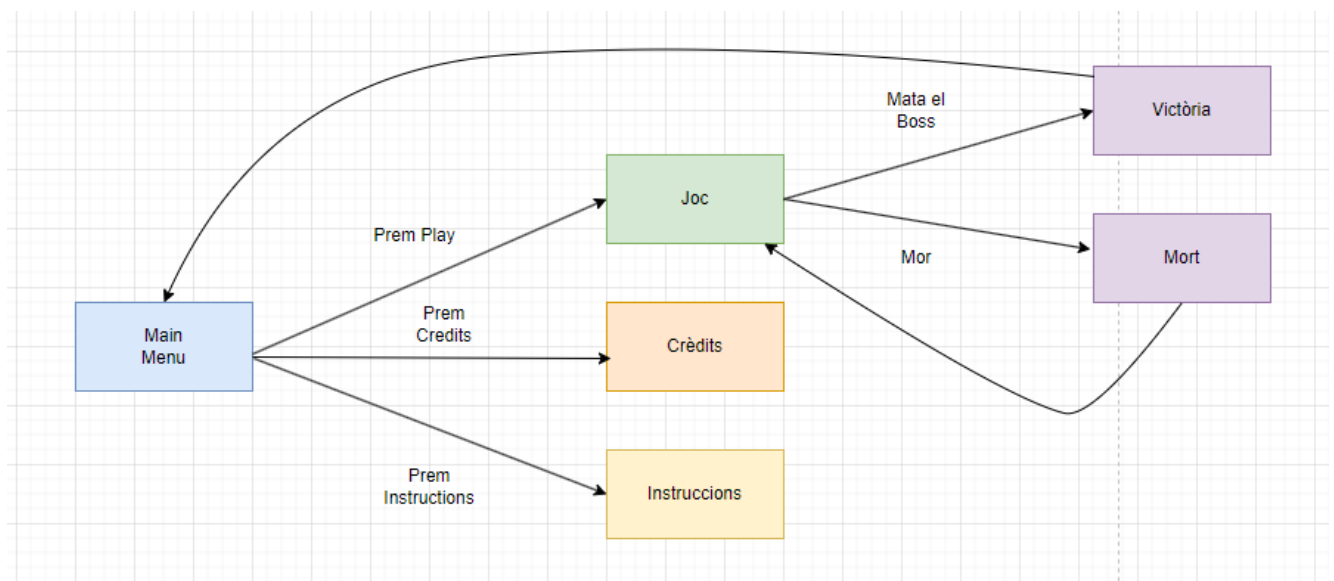 Mata el
Boss
Victòria
Joc
Prem Play
Mor
Mort
Main
Menu
Prem
Credits
Crèdits
Prem
Instructions
Instruccions